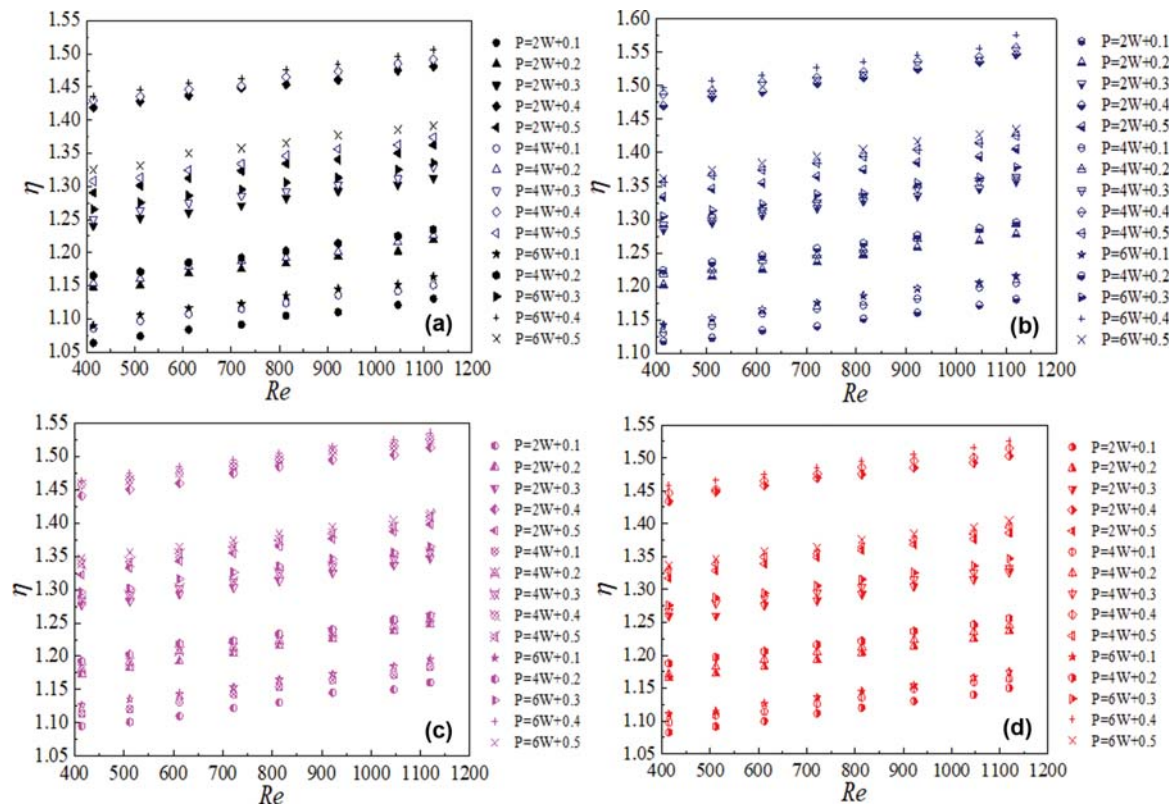 1.55
1.50
1.45
1.40
1.35
1.30
1.25
1.20
1.15
1.10
1.05
η
400 500 600 700 800 900 1000 1100 1200
Re
(a)
P=2W+0.1
P=2W+0.2
P=2W+0.3
P=2W+0.4
P=2W+0.5
P=4W+0.1
P=4W+0.2
P=4W+0.3
P=4W+0.4
P=4W+0.5
P=6W+0.1
P=4W+0.2
P=6W+0.3
P=6W+0.4
P=6W+0.5
1.60
1.55
1.50
1.45
1.40
1.35
1.30
1.25
1.20
1.15
1.10
η
400 500 600 700 800 900 1000 1100 1200
Re
(b)
P=2W+0.1
P=2W+0.2
P=2W+0.3
P=2W+0.4
P=2W+0.5
P=4W+0.1
P=4W+0.2
P=4W+0.3
P=4W+0.4
P=4W+0.5
P=6W+0.1
P=4W+0.2
P=6W+0.3
P=6W+0.4
P=6W+0.5
1.55
1.50
1.45
1.40
1.35
1.30
1.25
1.20
1.15
1.10
1.05
η
400 500 600 700 800 900 1000 1100 1200
Re
(c)
P=2W+0.1
P=2W+0.2
P=2W+0.3
P=2W+0.4
P=2W+0.5
P=4W+0.1
P=4W+0.2
P=4W+0.3
P=4W+0.4
P=4W+0.5
P=6W+0.1
P=4W+0.2
P=6W+0.3
P=6W+0.4
P=6W+0.5
1.55
1.50
1.45
1.40
1.35
1.30
1.25
1.20
1.15
1.10
1.05
η
400 500 600 700 800 900 1000 1100 1200
Re
(d)
P=2W+0.1
P=2W+0.2
P=2W+0.3
P=2W+0.4
P=2W+0.5
P=4W+0.1
P=4W+0.2
P=4W+0.3
P=4W+0.4
P=4W+0.5
P=6W+0.1
P=4W+0.2
P=6W+0.3
P=6W+0.4
P=6W+0.5